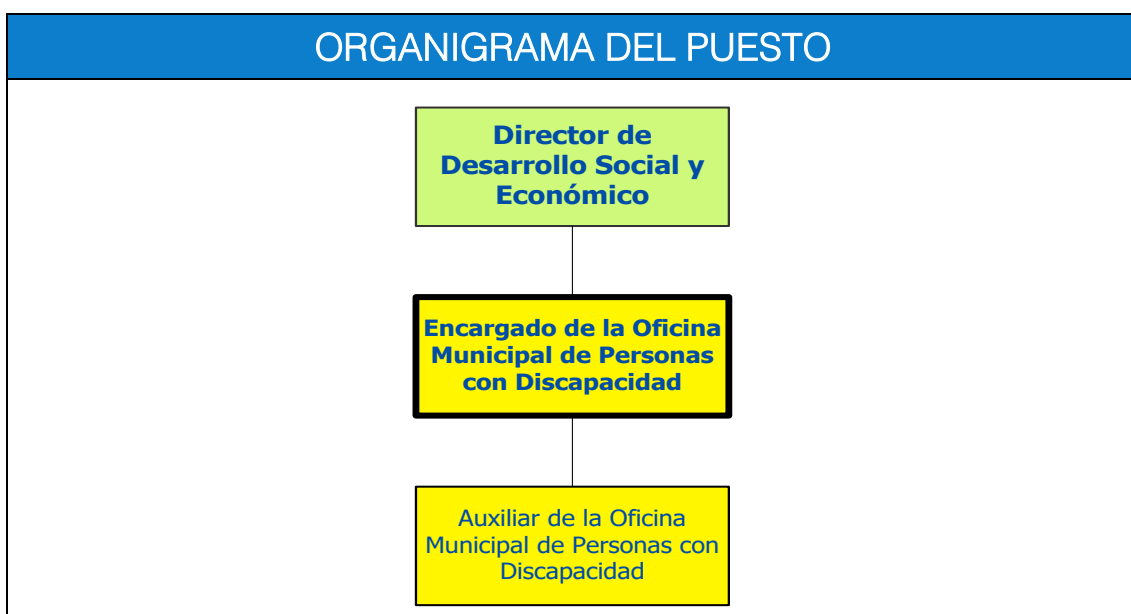 ORGANIGRAMA DEL PUESTO
Director de
Desarrollo Social y
Económico
Encargado de la Oficina
Municipal de Personas
con Discapacidad
Auxiliar de la Oficina
Municipal de Personas con
Discapacidad